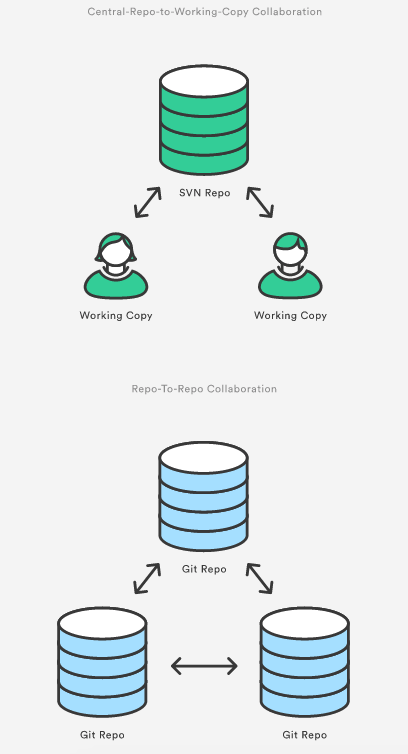 Central-Repo-to-Working-Copy Collaboration
SVN Repo
Working Copy
Working Copy
Repo-To-Repo Collaboration
Git Repo
Git Repo
Git Repo